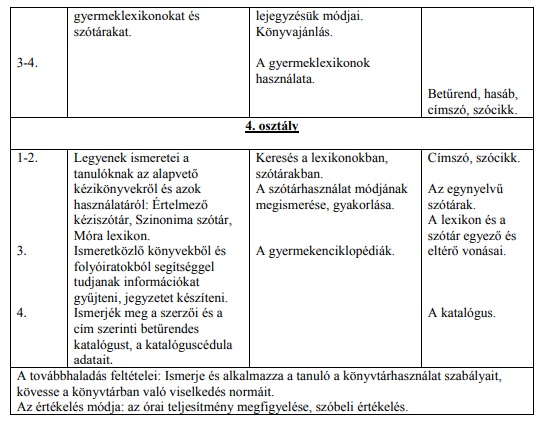 gyermeklexikonokat és
szótárakat.
lejegyzésük módjai.
Könyvajánlás.
3-4.
A gyermeklexikonok
használata.
Betűrend, hasáb,
címszó, szócikk.
4. osztály
1-2.
Legyenek ismeretei a
tanulóknak az alapvető
kézikönyvekről és azok
használatáról: Értelmező
kéziszótár, Szinonima szótár,
Móra lexikon.
Keresés a lexikonokban,
szótárakban.
A szótárhasználat módjának
megismerése, gyakorlása.
Címszó, szócikk.
Az egynyelvű
szótárak.
A lexikon és a
szótár egyező és
eltérő vonásai.
3.
Ismeretközlő könyvekből és
folyóiratokból segítséggel
tudjanak információkat
gyűjteni, jegyzetet készíteni.
A gyermekenciklopédiák.
4.
Ismerjék meg a szerzői és a
cím szerinti betűrendes
katalógust, a katalóguscédula
adatait.
A katalógus.
A továbbhaladás feltételei: Ismerje és alkalmazza a tanuló a könyvtárhasználat szabályait,
kövesse a könyvtárban való viselkedés normáit.
Az értékelés módja: az órai teljesítmény megfigyelése, szóbeli értékelés.